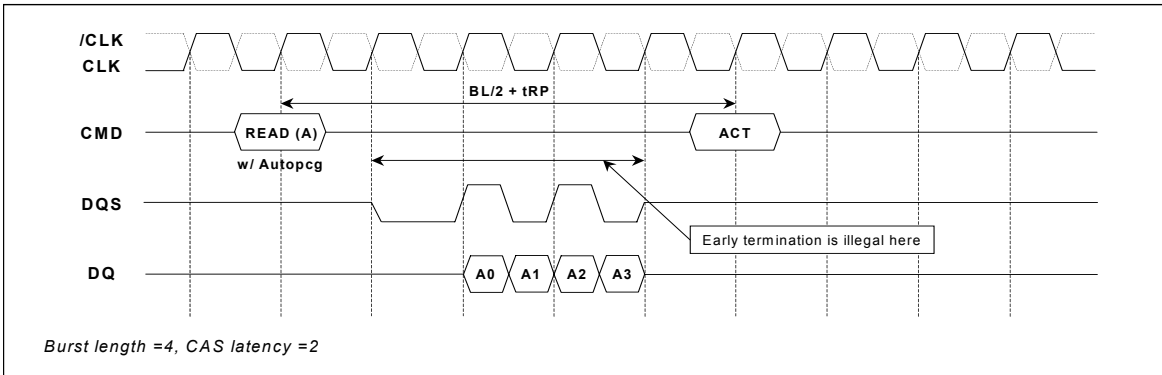 /CLK
CLK
BL/2 + tRP
CMD
READ (A)
ACT
w/ Autopcg
DQS
Early termination is illegal here
DQ
A0 A1 A2 A3
Burst length =4, CAS latency =2